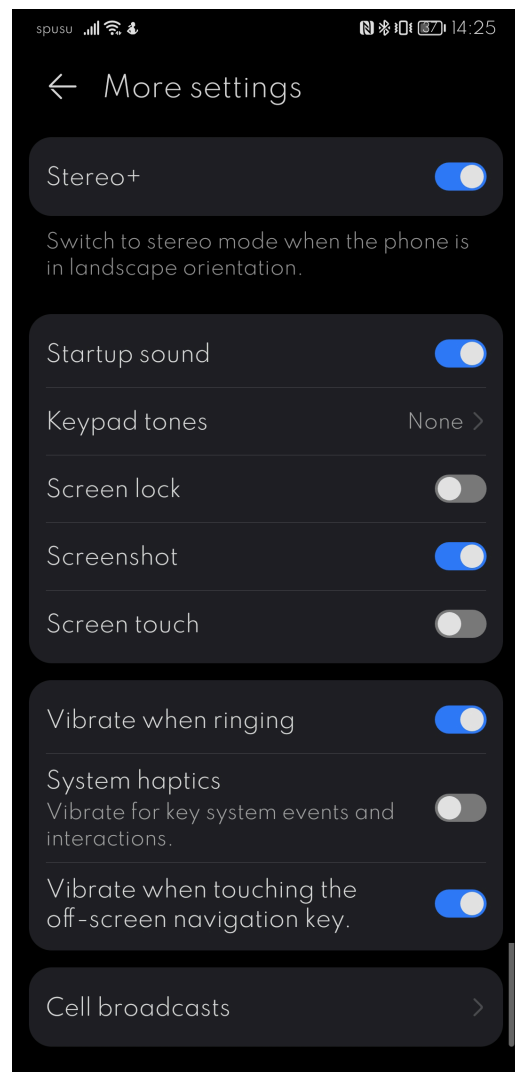 spusu 87 14:25
More settings
Stereo+
Switch to stereo mode when the phone is
in landscape orientation.
Startup sound
Keypad tones None
Screen lock
Screenshot
Screen touch
Vibrate when ringing
System haptics
Vibrate for key system events and
interactions.
Vibrate when touching the
off-screen navigation key.
Cell broadcasts